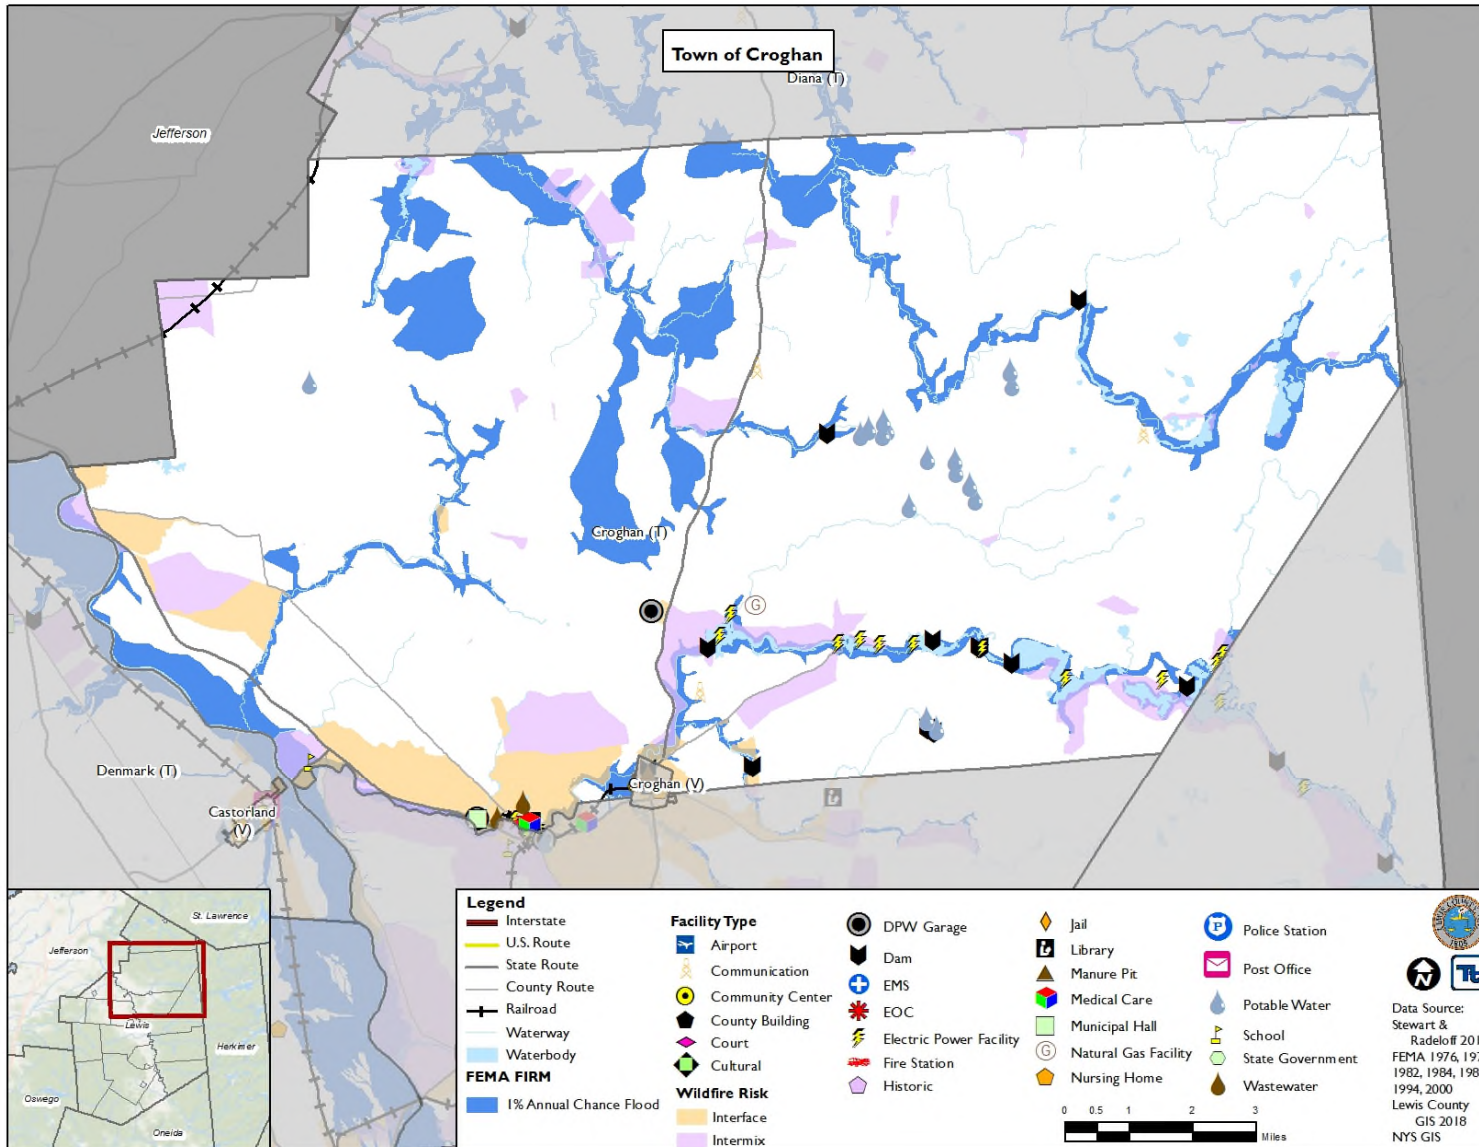 Town of Croghan
Diana (T)
Jefferson
Croghan (T)
G
Denmark (T)
Castorland
(V)
Croghan (V)
St. Lawrence
Jefferson
Lewis
Herkimer
Oswego
Oneida
Legend
Interstate
U.S. Route
State Route
County Route
Railroad
Waterway
Waterbody
FEMA FIRM
1% Annual Chance Flood
Facility Type
Airport
Communication
Community Center
County Building
Court
Cultural
Wildfire Risk
Interface
Intermix
DPW Garage
Dam
EMS
EOC
Electric Power Facility
Fire Station
Historic
Jail
Library
Manure Pit
Medical Care
Municipal Hall
G Natural Gas Facility
Nursing Home
0 0.5 1 2 3
Miles
P Police Station
Post Office
Potable Water
School
State Government
Wastewater
N
Data Source:
Stewart &
Radeloff 201
FEMA 1976, 197
1982, 1984, 198
1994, 2000
Lewis County
GIS 2018
NYS GIS